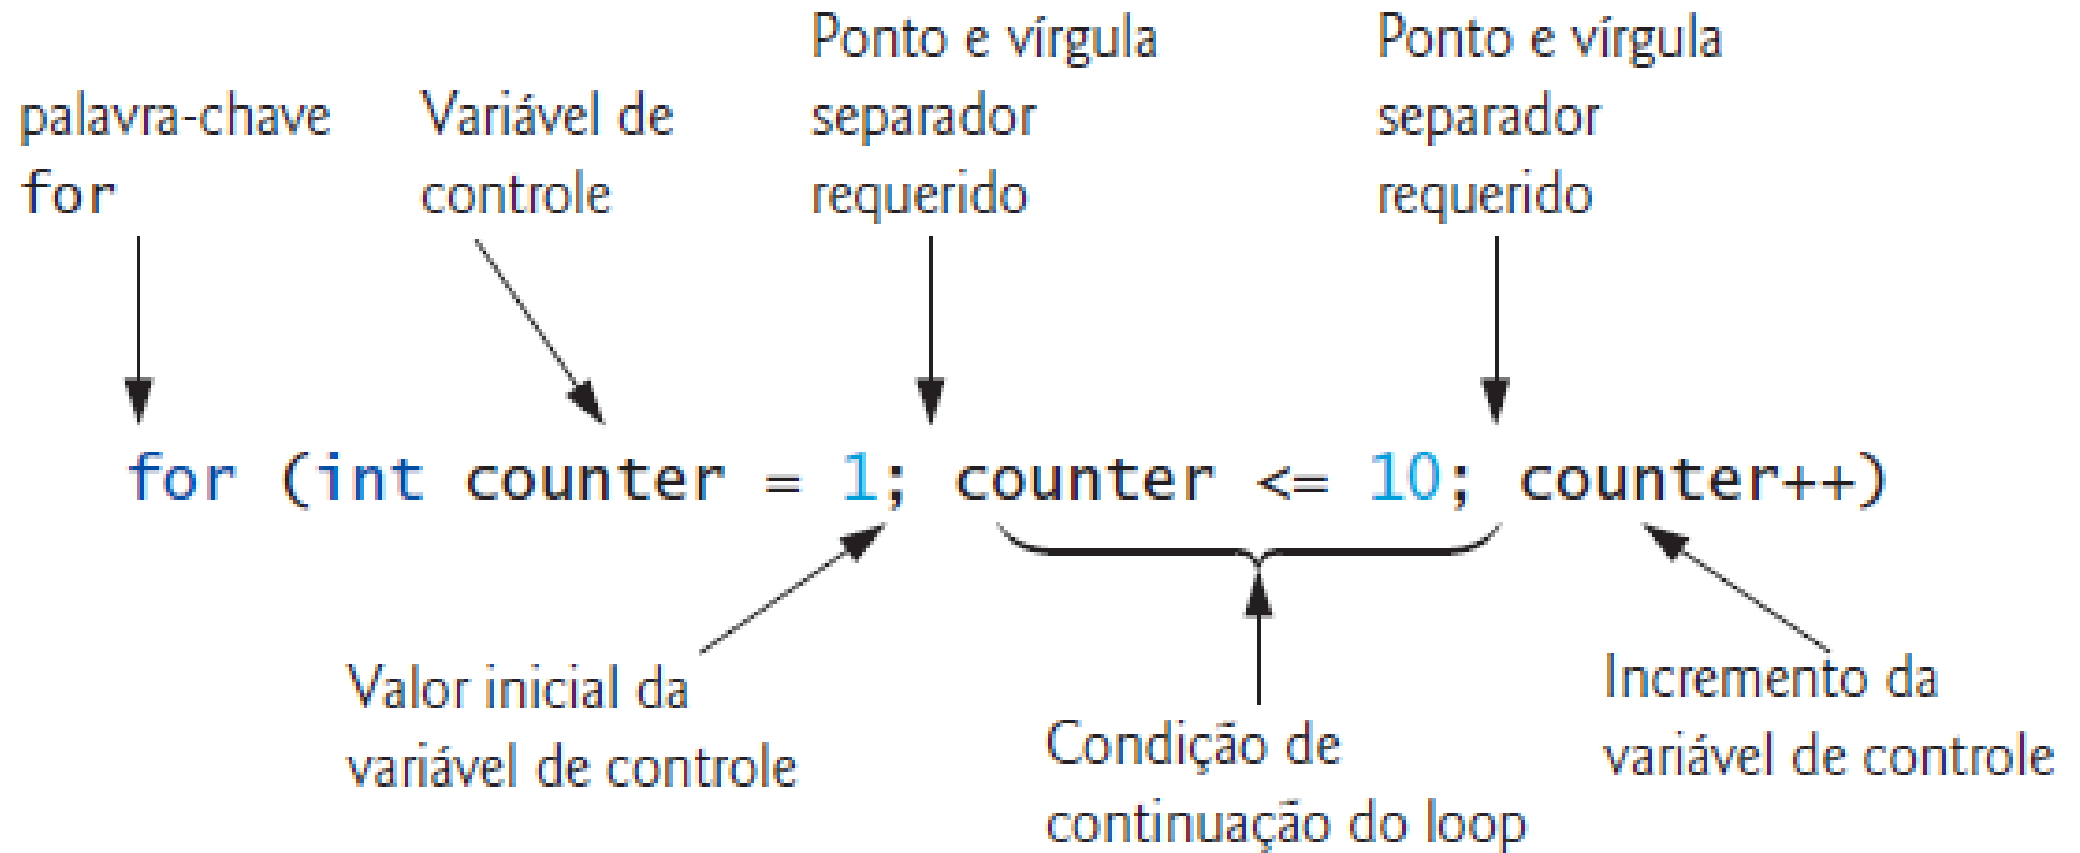 palavra-chave
for
Variável de
controle
Ponto e vírgula
separador
requerido
Ponto e vírgula
separador
requerido
for (int counter = 1; counter <= 10; counter++)
Valor inicial da
variável de controle
Condição de
continuação do loop
Incremento da
variável de controle